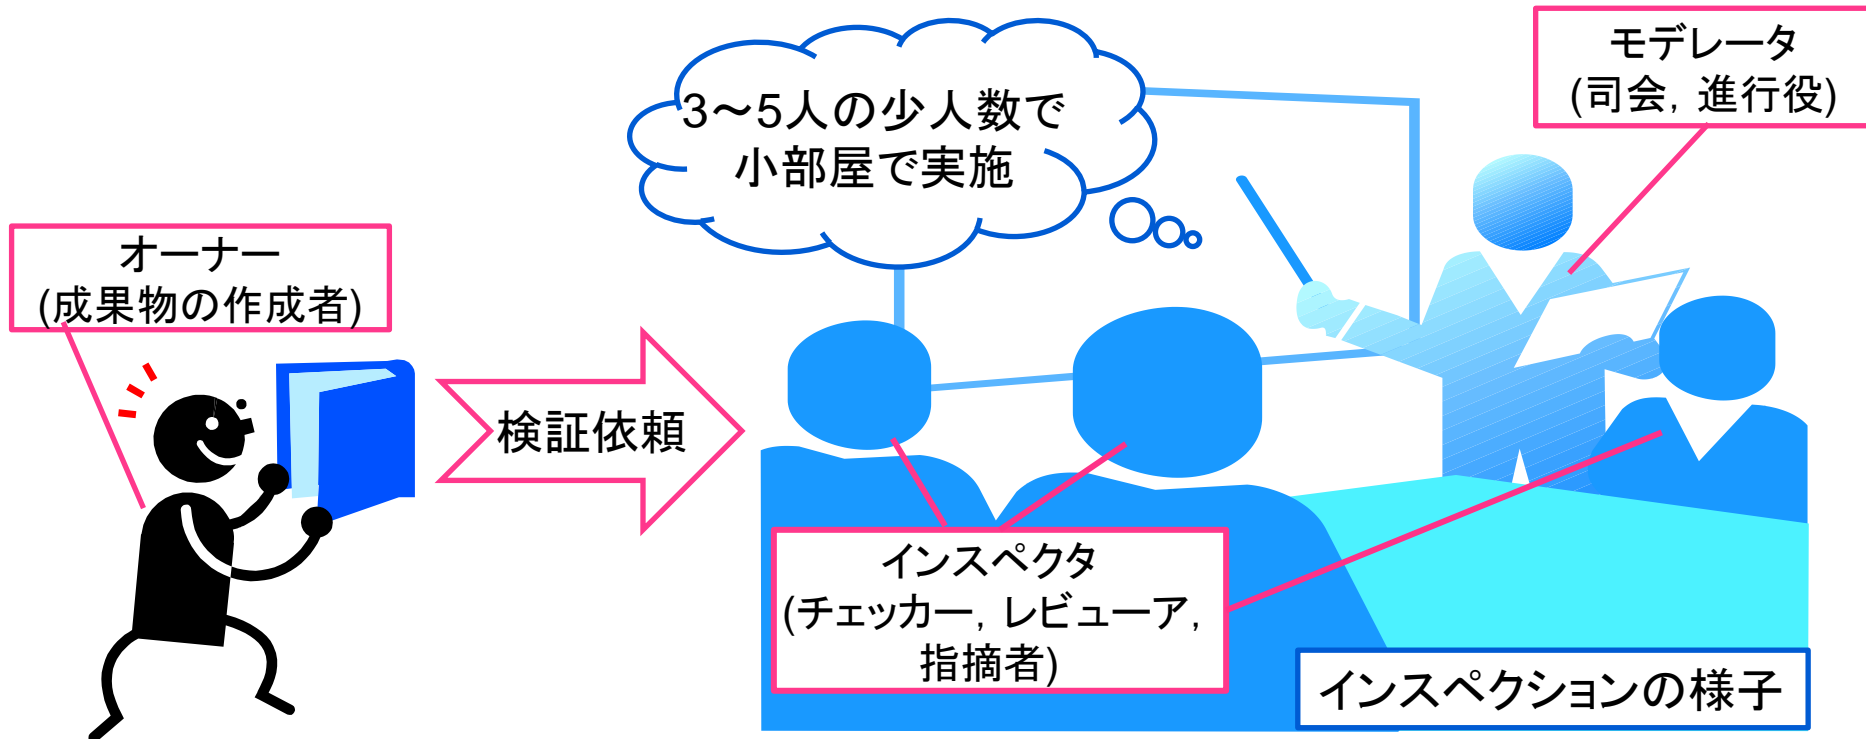 3～5人の少人数で
小部屋で実施
モデレータ
(司会，進行役)
オーナー
(成果物の作成者)
検証依頼
インスペクタ
(チェッカー，レビューア，
指摘者)
インスペクションの様子